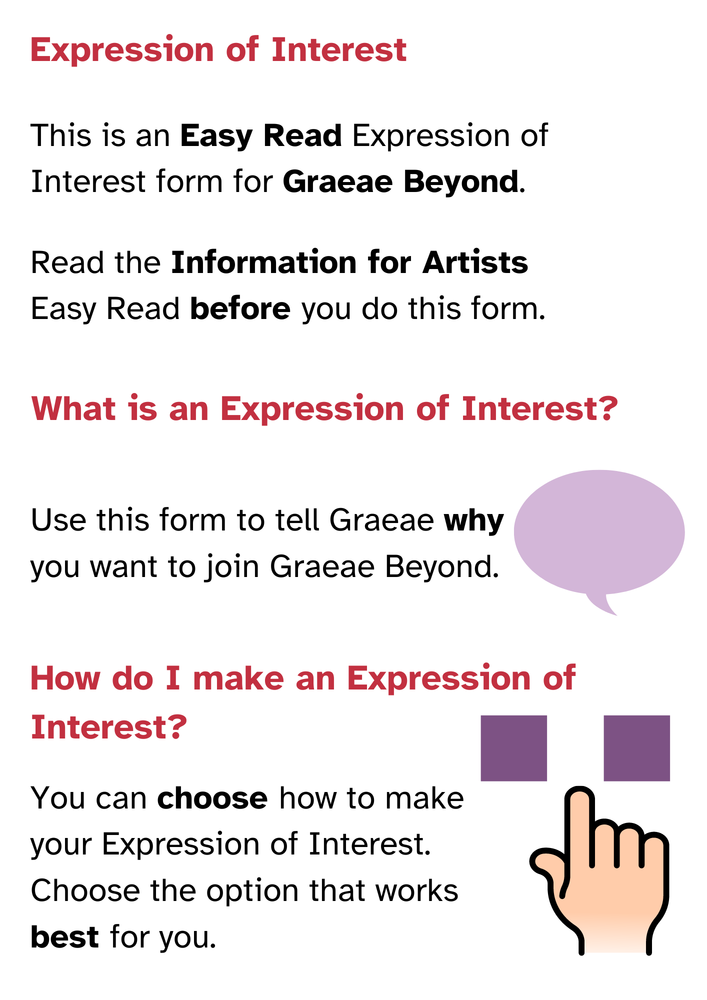 Expression of Interest
This is an Easy Read Expression of
Interest form for Graeae Beyond.
Read the Information for Artists
Easy Read before you do this form.
What is an Expression of Interest?
Use this form to tell Graeae why
you want to join Graeae Beyond.
How do I make an Expression of
Interest?
You can choose how to make
your Expression of Interest.
Choose the option that works
best for you.